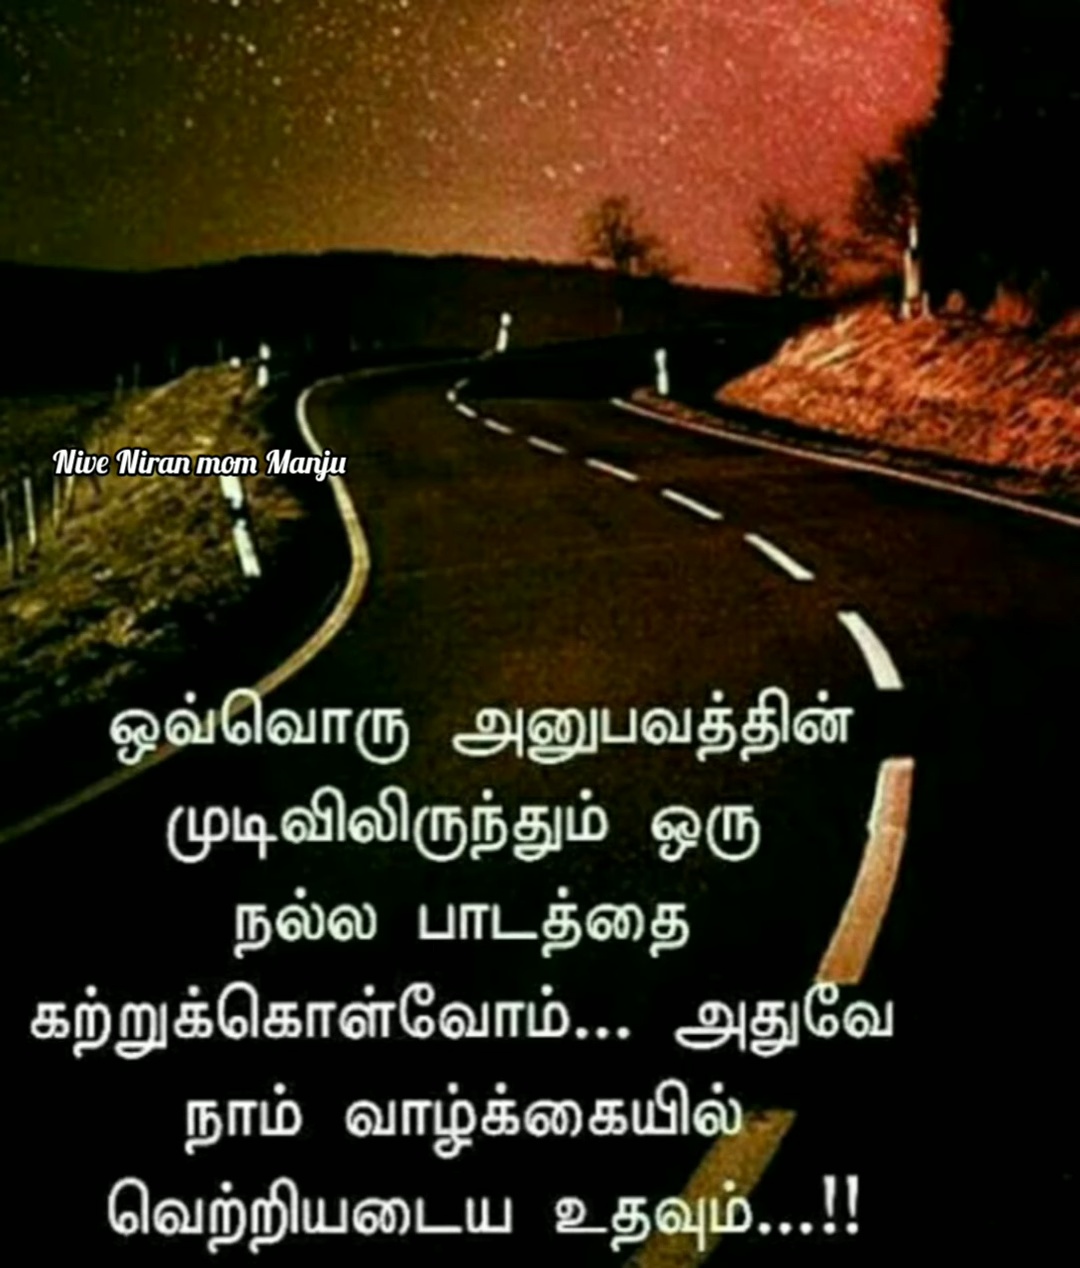 Nive Niran mom Manju
ஒவ்வொரு அனுபவத்தின்
முடிவிலிருந்தும் ஒரு
நல்ல பாடத்தை
கற்றுக்கொள்வோம்... அதுவே
நாம் வாழ்க்கையில்
வெற்றியடைய உதவும்...!!